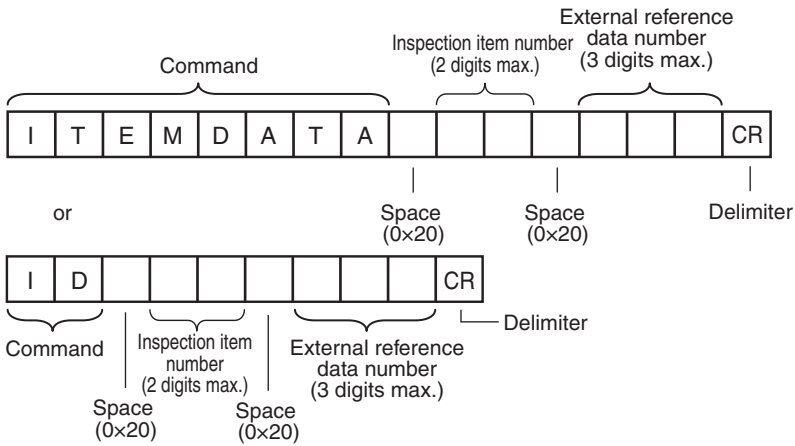 External reference
data number
(3 digits max.)
Inspection item number
(2 digits max.)
Command
I T E M D A T A CR
or
Space
(0×20)
Space
(0×20)
Delimiter
I D CR
Delimiter
Command
Inspection item
number
(2 digits max.)
External reference
data number
(3 digits max.)
Space
(0×20)
Space
(0×20)